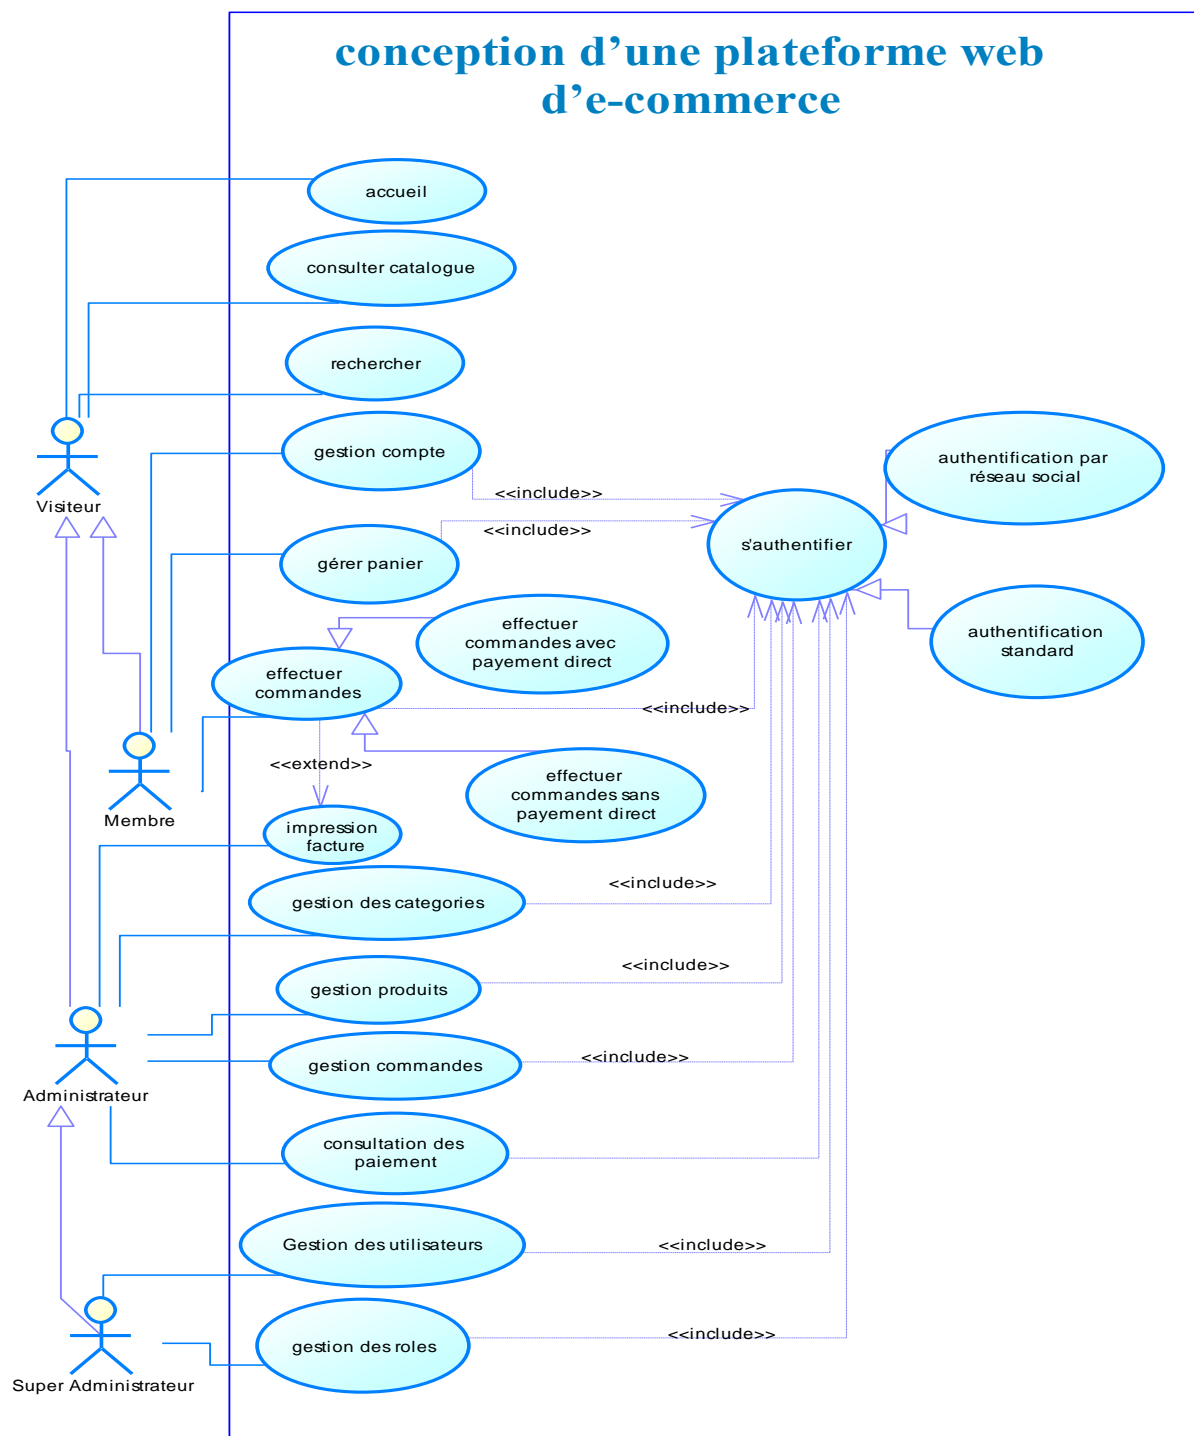 conception d’une plateforme web
d’e-commerce
accueil
consulter catalogue
rechercher
gestion compte
<<include>>
authentification par
réseau social
Visiteur
<<include>>
s'authentifier
gérer panier
effectuer
commandes avec
payement direct
authentification
standard
effectuer
commandes
<<include>>
<<extend>>
effectuer
commandes sans
payement direct
Membre
impression
facture
<<include>>
gestion des categories
<<include>>
gestion produits
<<include>>
gestion commandes
Administrateur
consultation des
paiement
Gestion des utilisateurs
<<include>>
<<include>>
gestion des roles
Super Administrateur